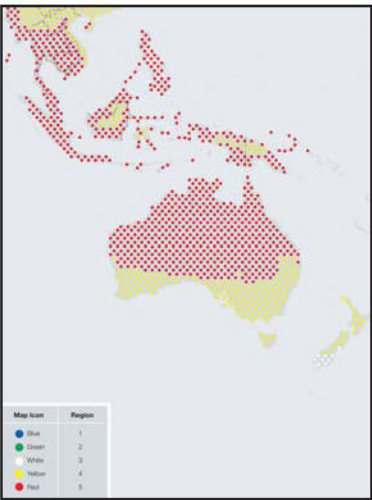 Map Icon Region
Blue 1
Green 2
White 3
Yellow 4
Red 5